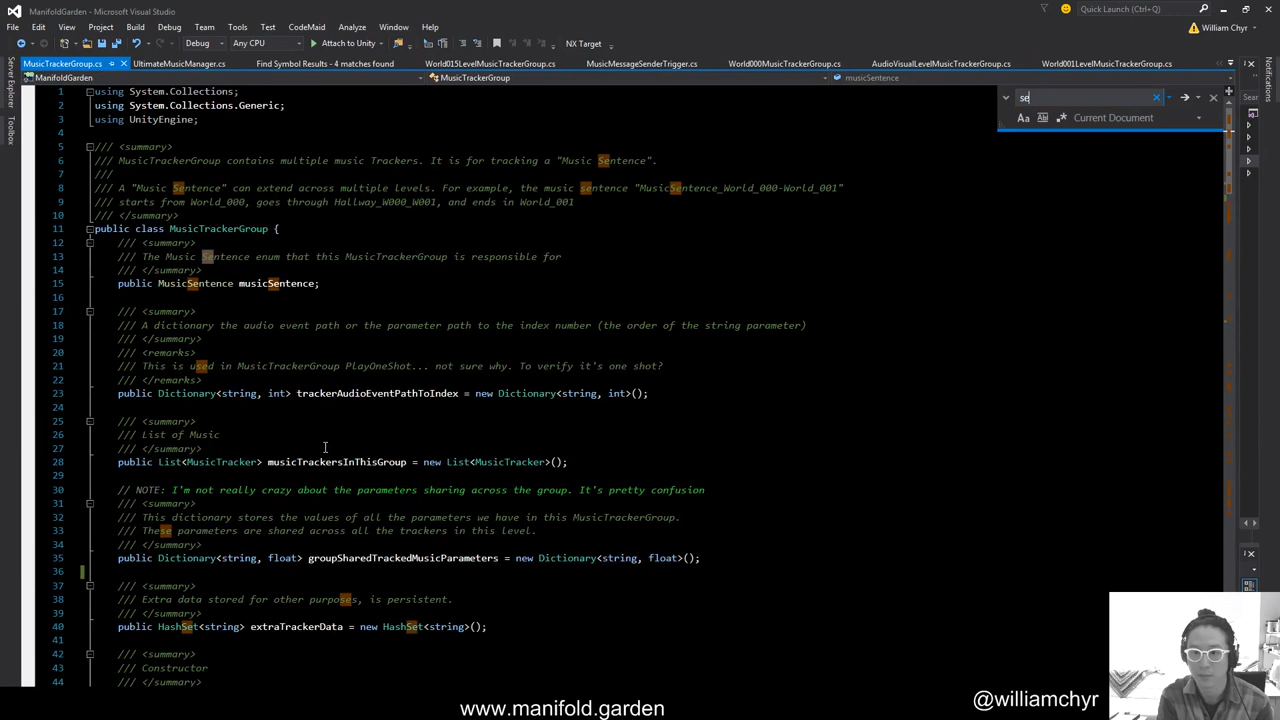 ManifoldGarden - Microsoft Visual Studio
Quick Launch (Ctrl+Q)
File Edit View Project Build Debug Team Tools Test CodeMaid Analyze Window Help
William Chyr
Debug Any CPU Attach to Unity NX Target
MusicTrackerGroup.cs UltimateMusicManager.cs Find Symbol Results - 4 matches found World015LevelMusicTrackerGroup.cs MusicMessageSenderTrigger.cs World000MusicTrackerGroup.cs AudioVisualLevelMusicTrackerGroup.cs World001LevelMusicTrackerGroup.cs
ManifoldGarden MusicTrackerGroup musicSentence
Server Explorer
Toolbox
Notifications
se
Sear
Current Document
1 using System.Collections;
2 using System.Collections.Generic;
3 using UnityEngine;
4
5 /// <summary>
6 /// MusicTrackerGroup contains multiple music Trackers. It is for tracking a "Music Sentence".
7 ///
8 /// A "Music Sentence" can extend across multiple levels. For example, the music sentence "MusicSentence_World_000-World_001"
9 /// starts from World_000, goes through Hallway_W000_W001, and ends in World_001
10 /// </summary>
11 public class MusicTrackerGroup {
12 /// <summary>
13 /// The Music Sentence enum that this MusicTrackerGroup is responsible for
14 /// </summary>
15 public MusicSentence musicSentence;
16
17 /// <summary>
18 /// A dictionary the audio event path or the parameter path to the index number (the order of the string parameter)
19 /// </summary>
20 /// <remarks>
21 /// This is used in MusicTrackerGroup PlayOneShot... not sure why. To verify it's one shot?
22 /// </remarks>
23 public Dictionary<string, int> trackerAudioEventPathToIndex = new Dictionary<string, int>();
24
25 /// <summary>
26 /// List of Music
27 /// </summary>
28 public List<MusicTracker> musicTrackersInThisGroup = new List<MusicTracker>();
29
30 // NOTE: I'm not really crazy about the parameters sharing across the group. It's pretty confusion
31 /// <summary>
32 /// This dictionary stores the values of all the parameters we have in this MusicTrackerGroup.
33 /// These parameters are shared across all the trackers in this level.
34 /// </summary>
35 public Dictionary<string, float> groupSharedTrackedMusicParameters = new Dictionary<string, float>();
36
37 /// <summary>
38 /// Extra data stored for other purposes, is persistent.
39 /// </summary>
40 public HashSet<string> extraTrackerData = new HashSet<string>();
41
42 /// <summary>
43 /// Constructor
44 /// </summary>
www.manifold.garden
@williamchyr